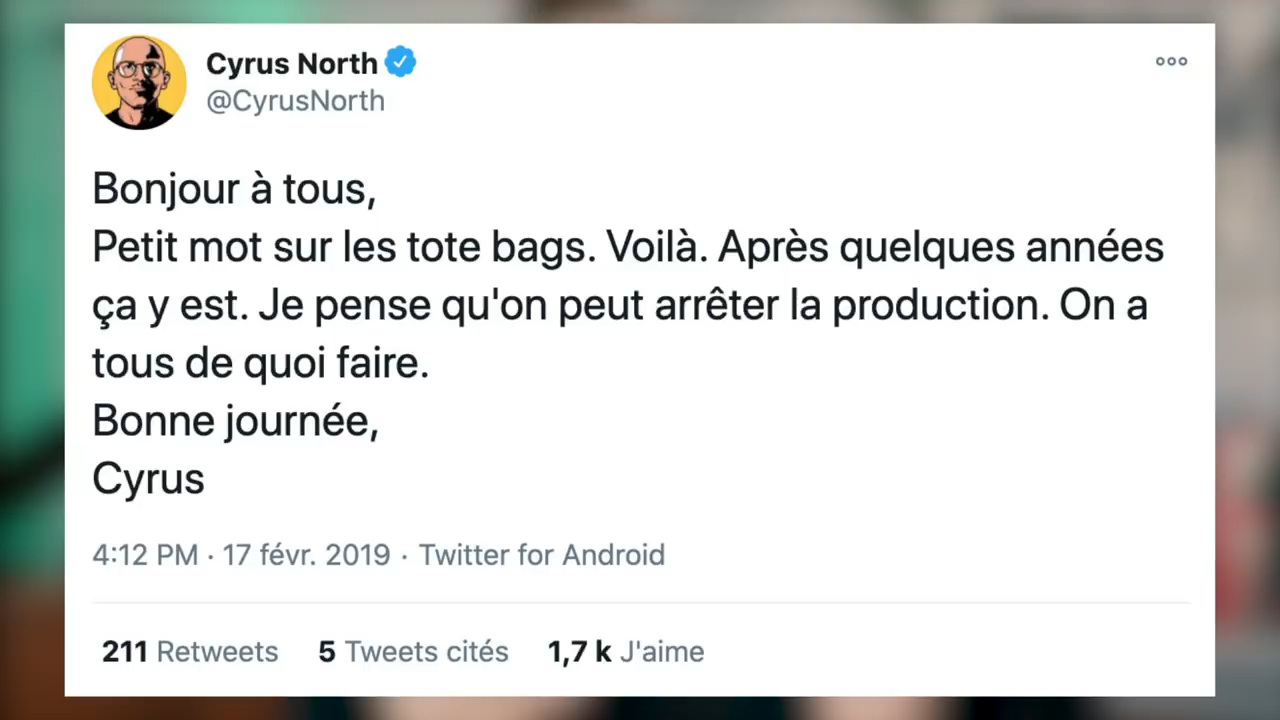 Cyrus North
@CyrusNorth
Bonjour à tous,
Petit mot sur les tote bags. Voilà. Après quelques années
ça y est. Je pense qu'on peut arrêter la production. On a
tous de quoi faire.
Bonne journée,
Cyrus
4:12 PM · 17 févr. 2019 · Twitter for Android
211 Retweets 5 Tweets cités 1,7 k J'aime